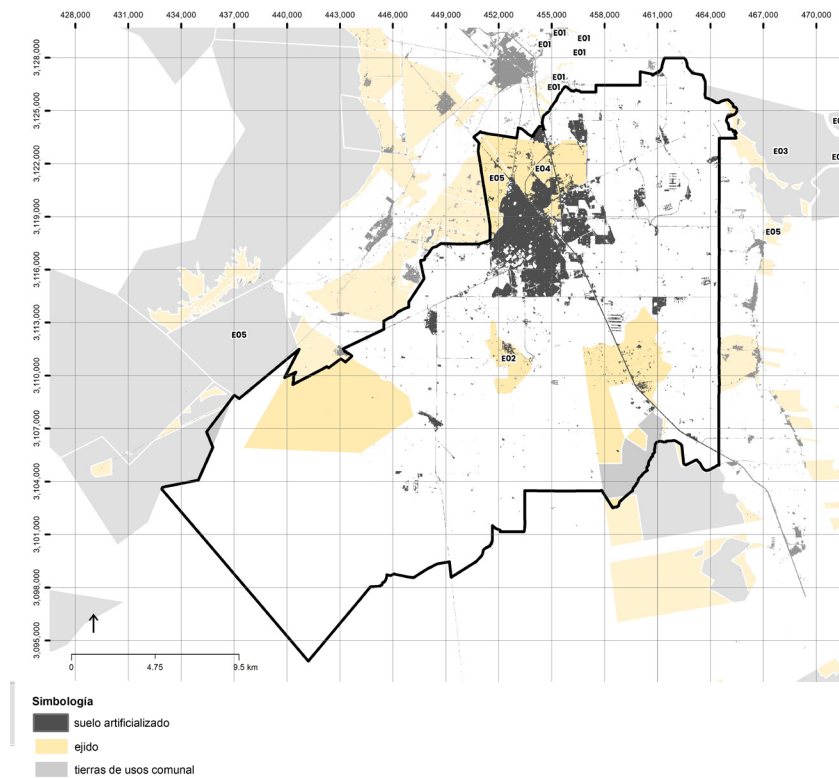 428,000 431,000 434,000 437,000 440,000 443,000 446,000 449,000 452,000 455,000 458,000 461,000 464,000 467,000 470,000
E01
E01
E01
E01
E01
3,128,000
3,125,000
3,122,000
3,119,000
3,116,000
3,113,000
3,110,000
3,107,000
3,104,000
3,101,000
3,098,000
3,095,000
E03
E04
E05
E05
E05
E02
0 4.75 9.5 km
Simbología
suelo artificializado
ejido
tierras de usos comunal